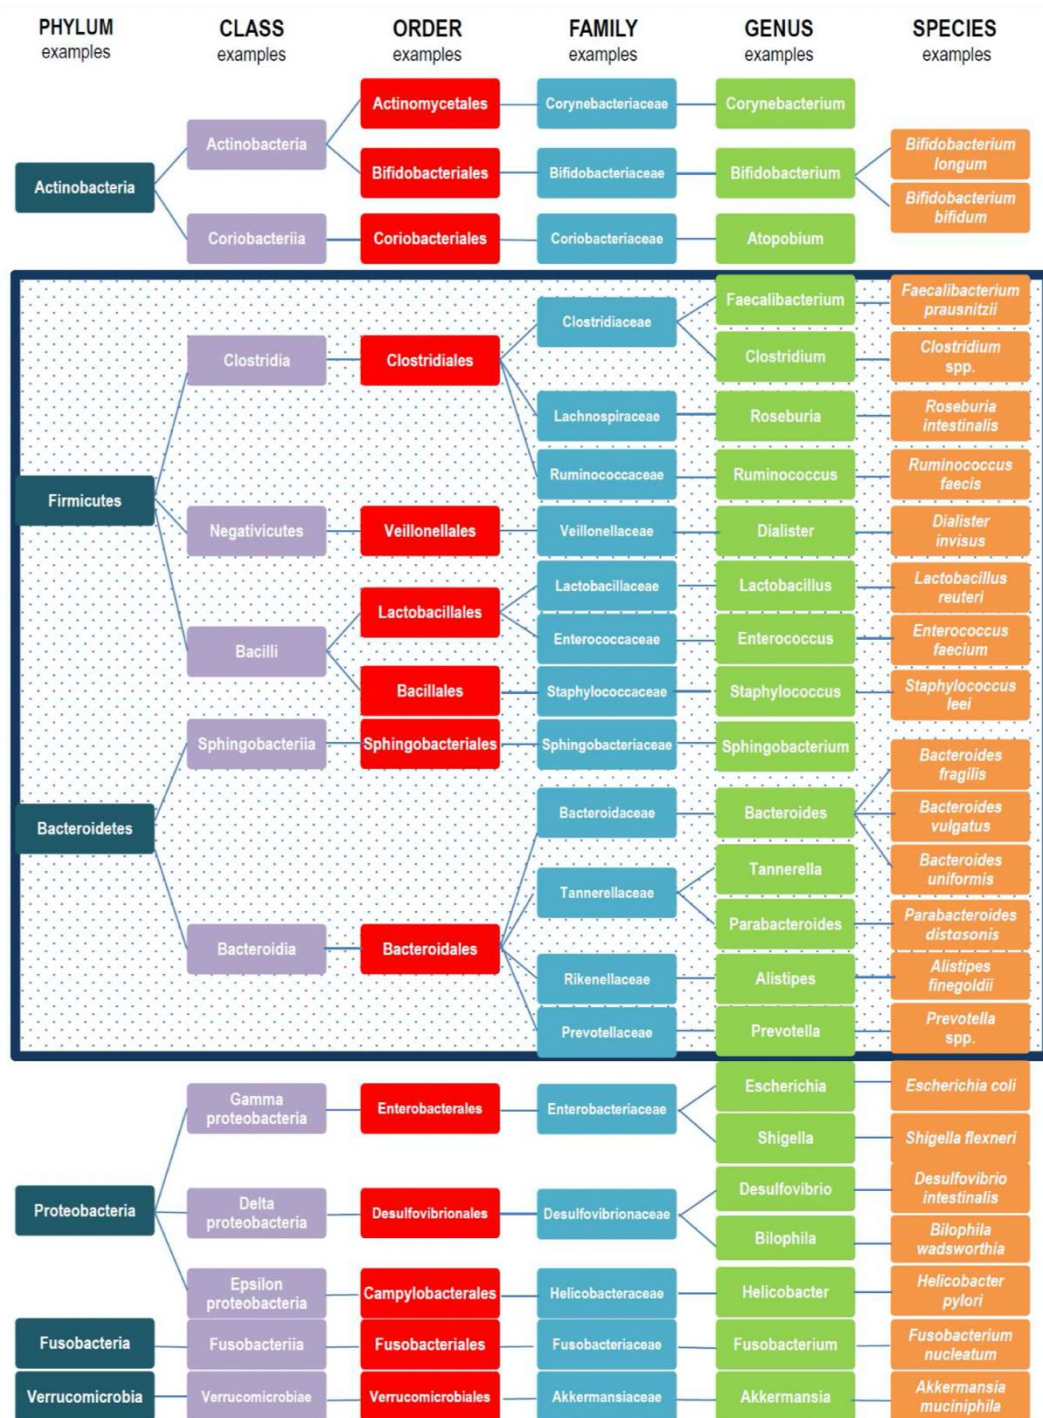 PHYLUM CLASS ORDER FAMILY GENUS SPECIES
examples examples examples examples examples examples
Actinomycetales Corynebacteriaceae Corynebacterium
Actinobacteria
Bifidobacterium
longum
Bifidobacteriales Bifidobacteriaceae Bifidobacterium
Actinobacteria
Bifidobacterium
bifidum
Coriobacteriia Coriobacteriales Coriobacteriaceae Atopobium
Faecalibacterium
Faecalibacterium
prausnitzii
Clostridiaceae
Clostridia Clostridiales Clostridium
Clostridium
spp.
Lachnospiraceae Roseburia
Roseburia
intestinalis
Ruminococcaceae Ruminococcus
Ruminococcus
faecis
Firmicutes
Negativicutes Veillonellales Veillonellaceae Dialister
Dialister
invisus
Lactobacillaceae Lactobacillus
Lactobacillus
reuteri
Lactobacillales
Bacilli
Enterococcaceae Enterococcus
Enterococcus
faecium
Bacillales Staphylococcaceae Staphylococcus
Staphylococcus
leei
Sphingobacteriia Sphingobacteriales Sphingobacteriaceae Sphingobacterium
Bacteroides
fragilis
Bacteroidetes
Bacteroidaceae Bacteroides
Bacteroides
vulgatus
Bacteroides
uniformis
Tannerellaceae
Tannerella
Parabacteroides
Parabacteroides
distasonis
Bacteroidia Bacteroidales
Rikenellaceae Alistipes
Alistipes
finegoldii
Prevotellaceae Prevotella
Prevotella
spp.
Escherichia Escherichia coli
Gamma
proteobacteria
Enterobacterales Enterobacteriaceae
Shigella Shigella flexneri
Proteobacteria
Delta
proteobacteria
Desulfovibrionales Desulfovibrionaceae
Desulfovibrio
Desulfovibrio
intestinalis
Bilophila
Bilophila
wadsworthia
Epsilon
proteobacteria
Campylobacterales Helicobacteraceae Helicobacter
Helicobacter
pylori
Fusobacteria Fusobacteriia Fusobacteriales Fusobacteriaceae Fusobacterium
Fusobacterium
nucleatum
Verrucomicrobia Verrucomicrobiae Verrucomicrobiales Akkermansiaceae Akkermansia
Akkermansia
muciniphila